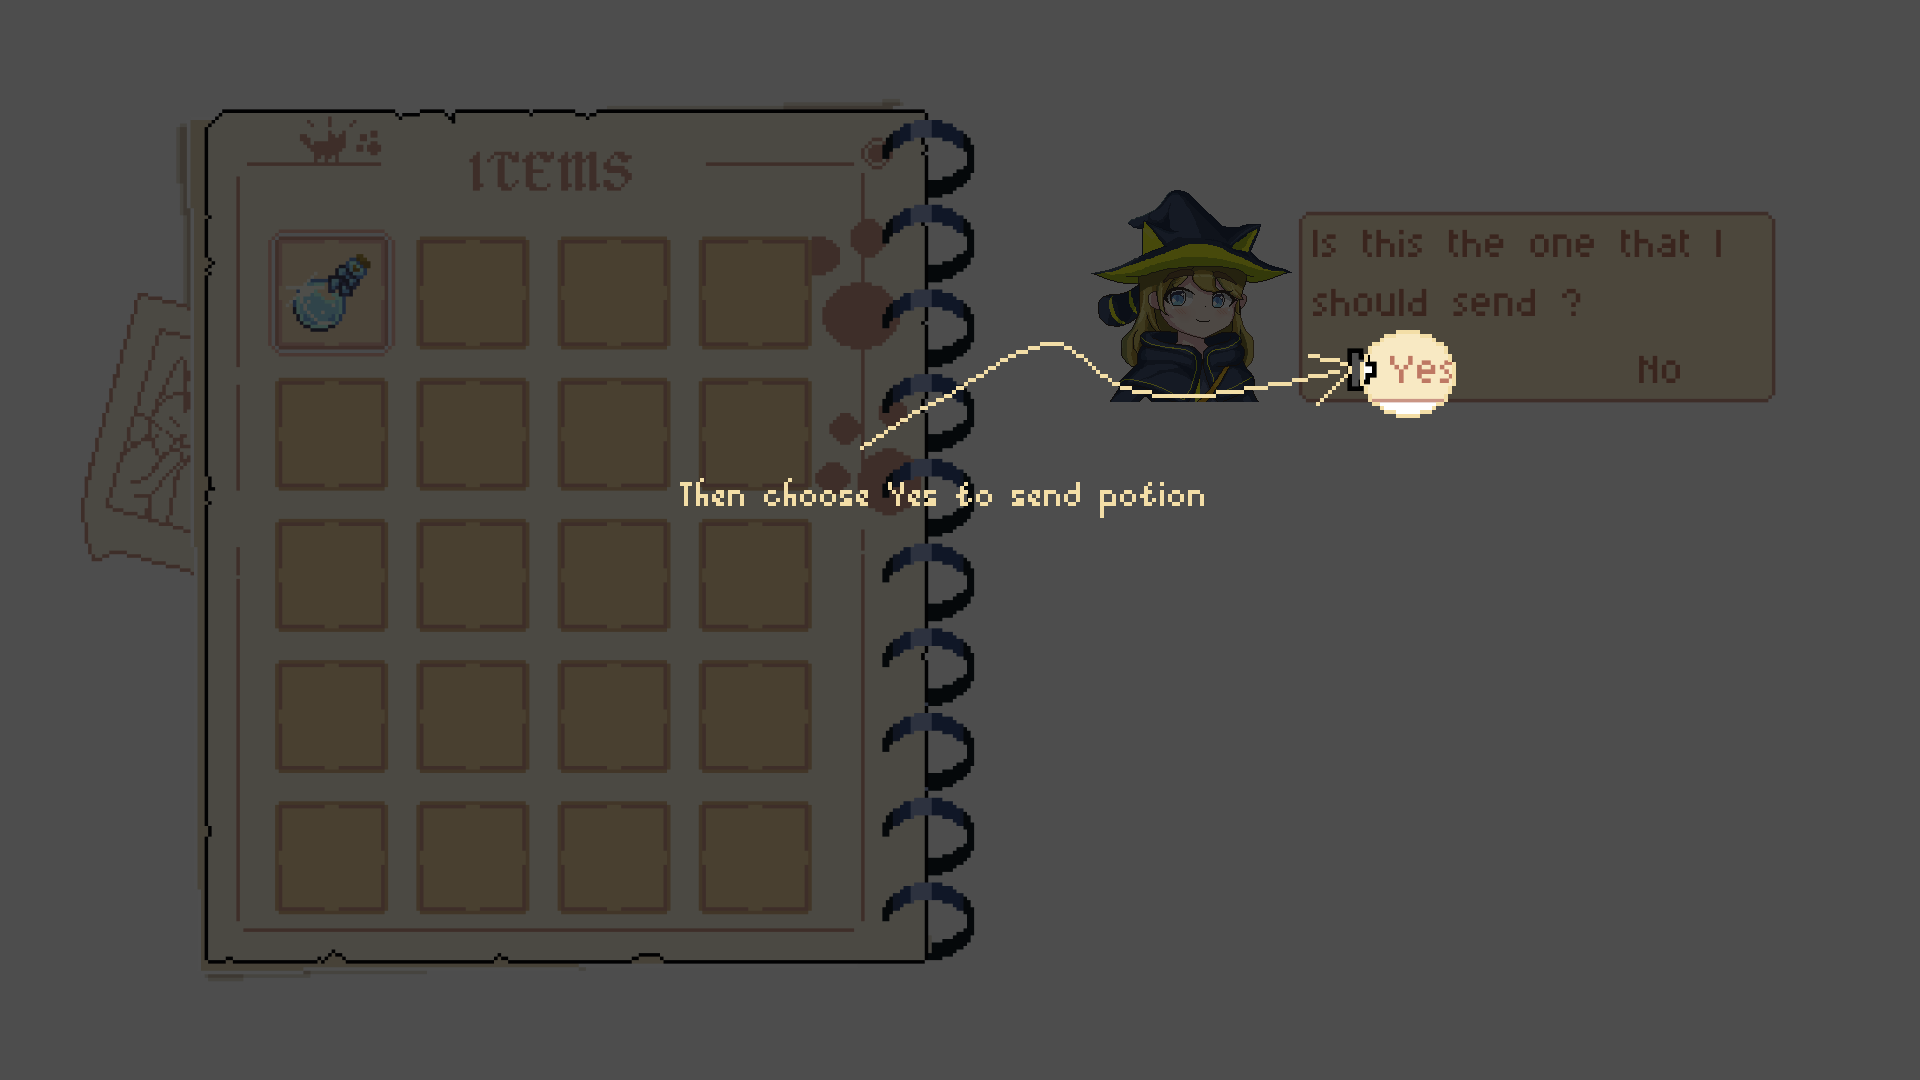 ITEMS
Is this the one that I
should send ?
Yes No
Then choose Yes to send potion